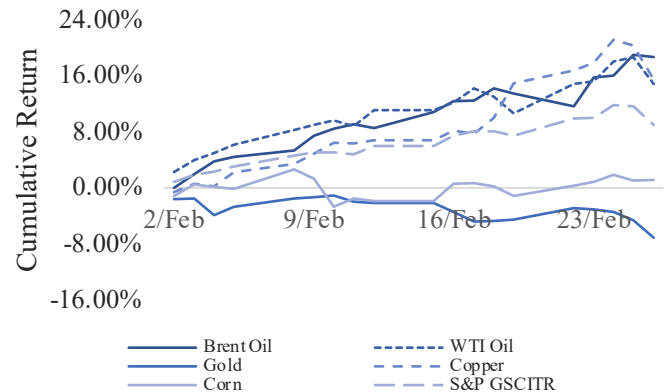 24.00%
16.00%
8.00%
0.00%
2/Feb 9/Feb 16/Feb 23/Feb
-8.00%
-16.00%
Cumulative Return
Brent Oil WTI Oil
Gold Copper
Corn S&P GSCITR